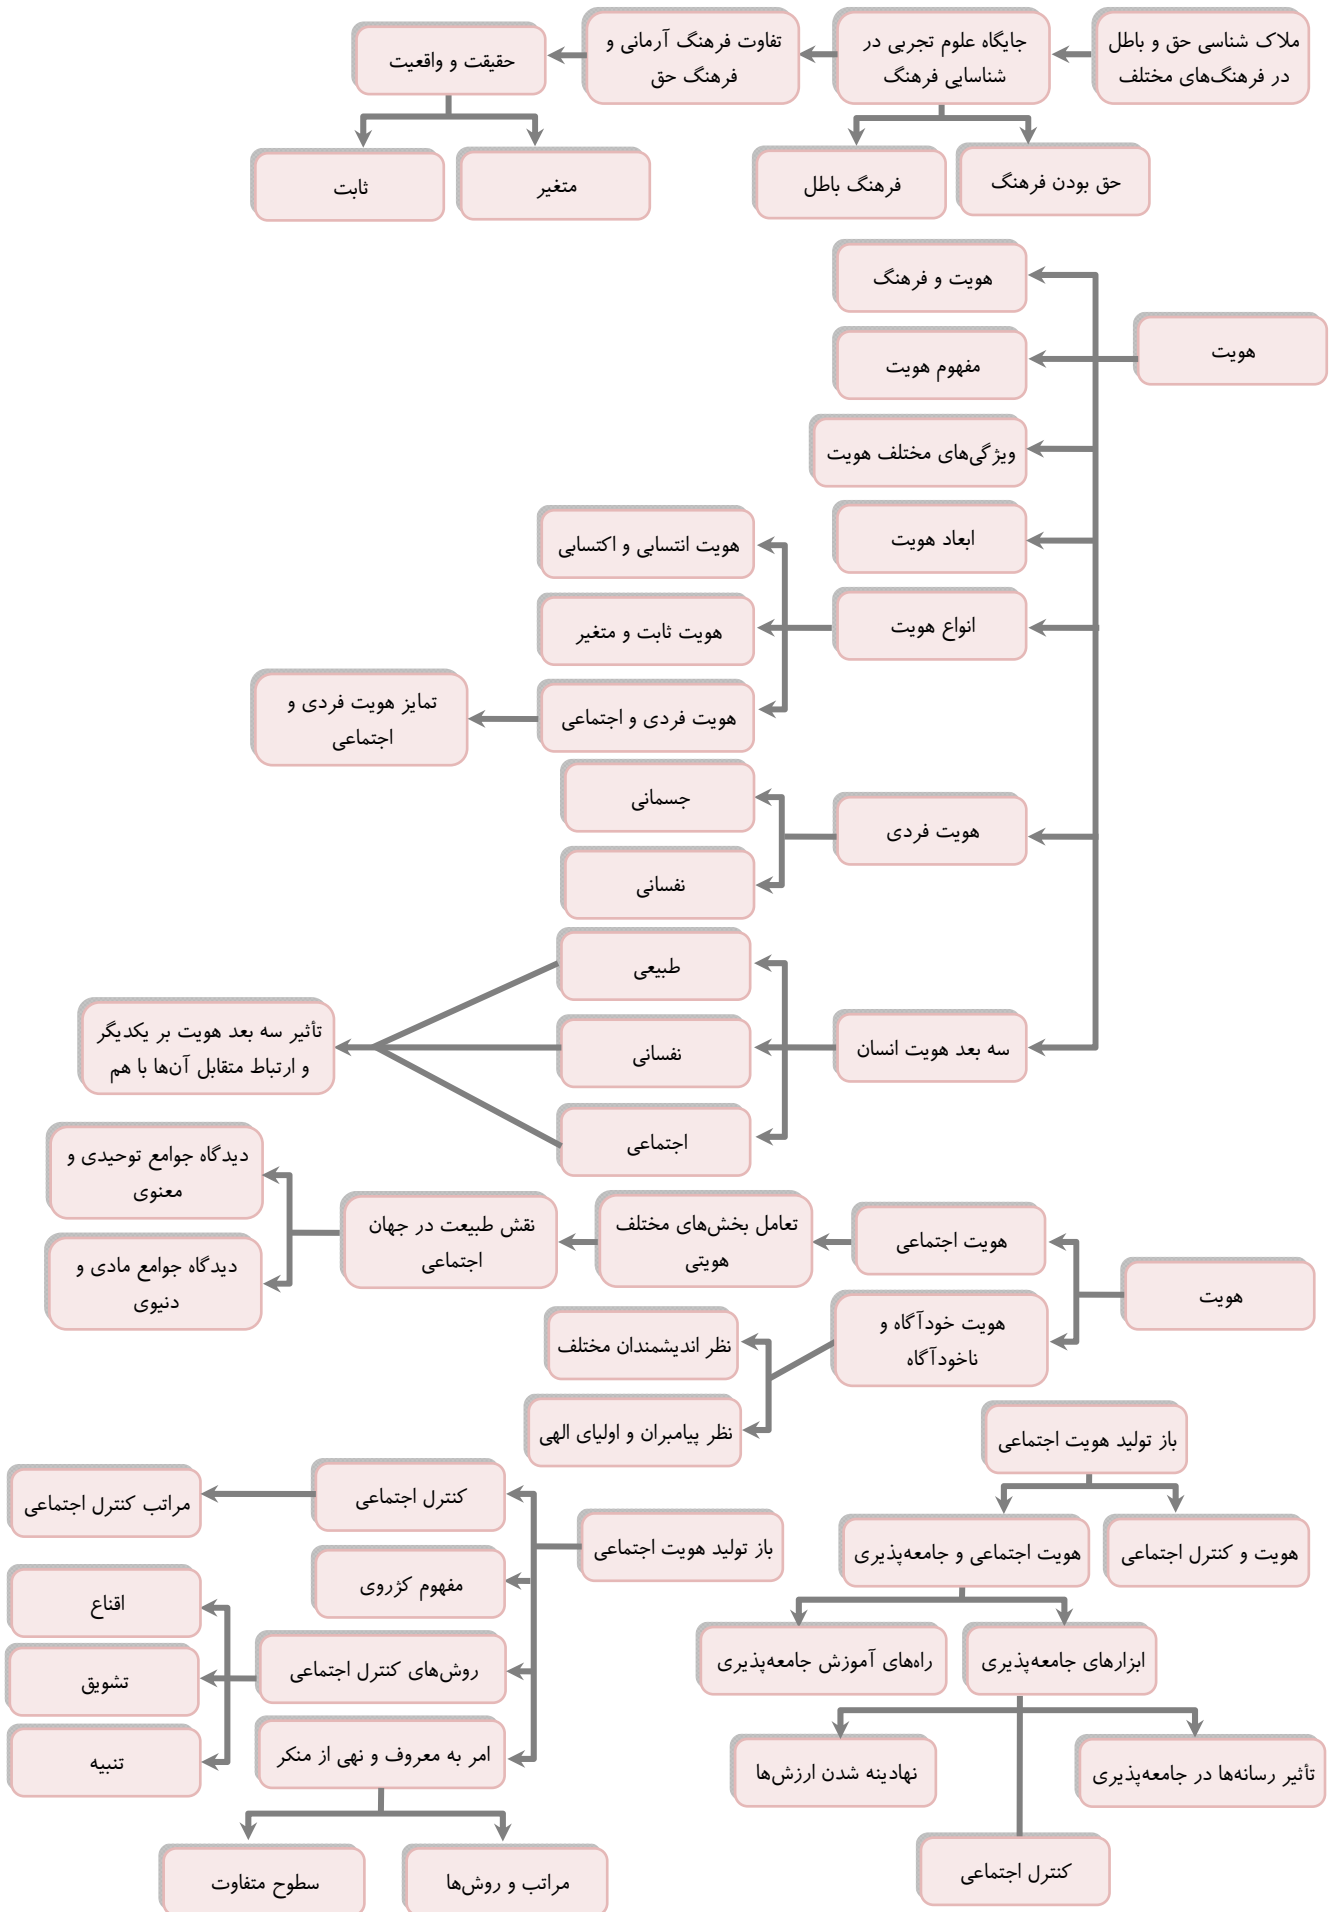 ملاک شناسی حق و باطل
در فرهنگ‌های مختلف
جایگاه علوم تجربی در
شناسایی فرهنگ
تفاوت فرهنگ آرمانی و
فرهنگ حق
حقیقت و واقعیت
حق بودن فرهنگ
فرهنگ باطل
متغیر
ثابت
هویت
هویت و فرهنگ
مفهوم هویت
ویژگی‌های مختلف هویت
ابعاد هویت
انواع هویت
هویت انتسابی و اکتسابی
هویت ثابت و متغیر
هویت فردی و اجتماعی
تمایز هویت فردی و
اجتماعی
هویت فردی
جسمانی
نفسانی
سه بعد هویت انسان
طبیعی
نفسانی
اجتماعی
تأثیر سه بعد هویت بر یکدیگر
و ارتباط متقابل آن‌ها با هم
هویت
هویت اجتماعی
تعامل بخش‌های مختلف
هویتی
نقش طبیعت در جهان
اجتماعی
دیدگاه جوامع توحیدی و
معنوی
دیدگاه جوامع مادی و
دنیوی
هویت خودآگاه و
ناخودآگاه
نظر اندیشمندان مختلف
نظر پیامبران و اولیای الهی
باز تولید هویت اجتماعی
هویت و کنترل اجتماعی
هویت اجتماعی و جامعه‌پذیری
ابزارهای جامعه‌پذیری
راه‌های آموزش جامعه‌پذیری
تأثیر رسانه‌ها در جامعه‌پذیری
نهادینه شدن ارزش‌ها
کنترل اجتماعی
باز تولید هویت اجتماعی
کنترل اجتماعی
مراتب کنترل اجتماعی
مفهوم کژروی
روش‌های کنترل اجتماعی
اقناع
تشویق
تنبیه
امر به معروف و نهی از منکر
مراتب و روش‌ها
سطوح متفاوت